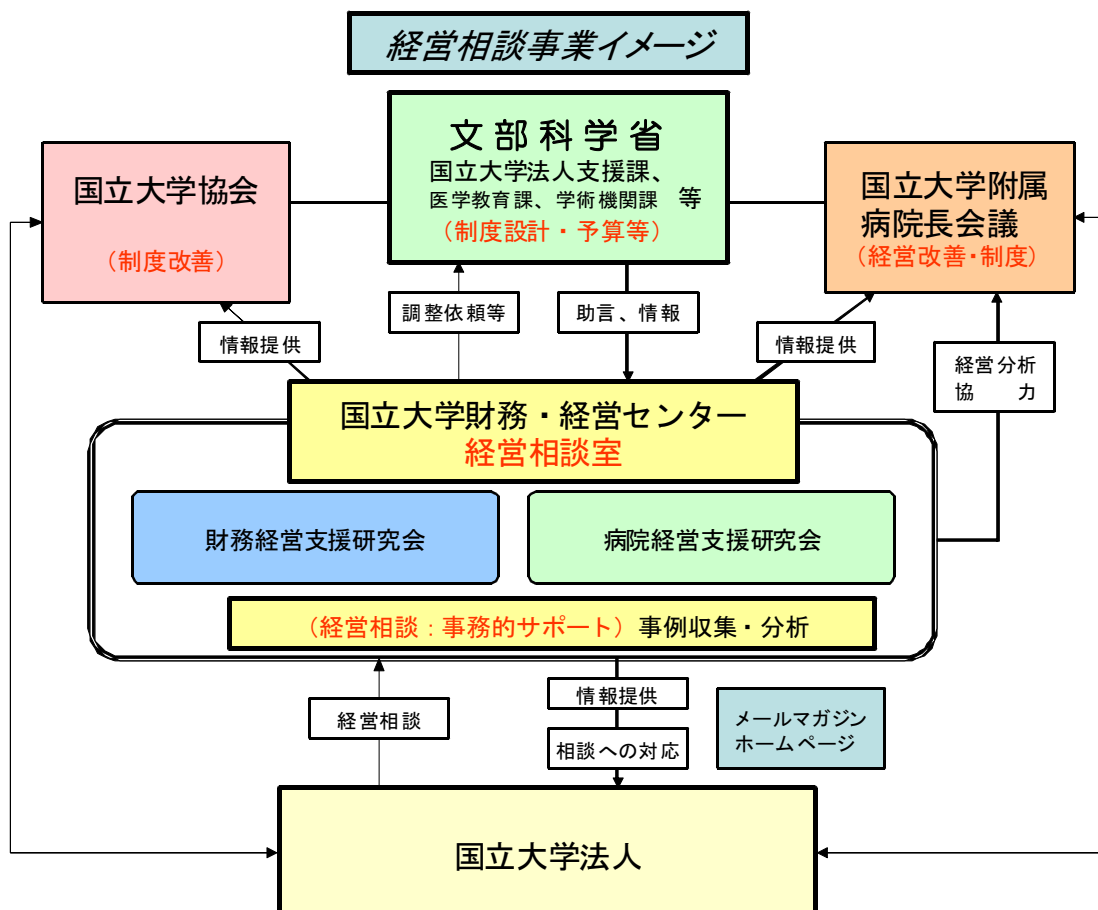 経営相談事業イメージ
文部科学省
国立大学法人支援課、
医学教育課、学術機関課 等
（制度設計・予算等）
国立大学協会
（制度改善）
国立大学附属
病院長会議
（経営改善・制度）
調整依頼等
助言、情報
情報提供
情報提供
経営分析
協 力
国立大学財務・経営センター
経営相談室
財務経営支援研究会
病院経営支援研究会
（経営相談：事務的サポート）事例収集・分析
経営相談
情報提供
相談への対応
メールマガジン
ホームページ
国立大学法人